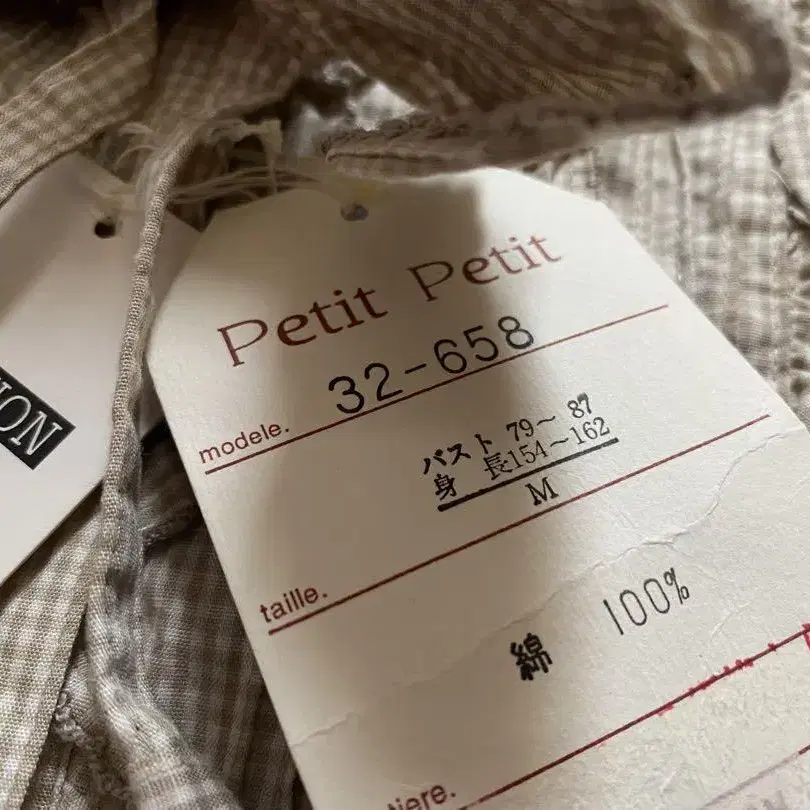 Petit Petit
modele. 32-658
バスト 79〜 87
身 長154〜162
M
taille.
綿 100%
tiere.
NON